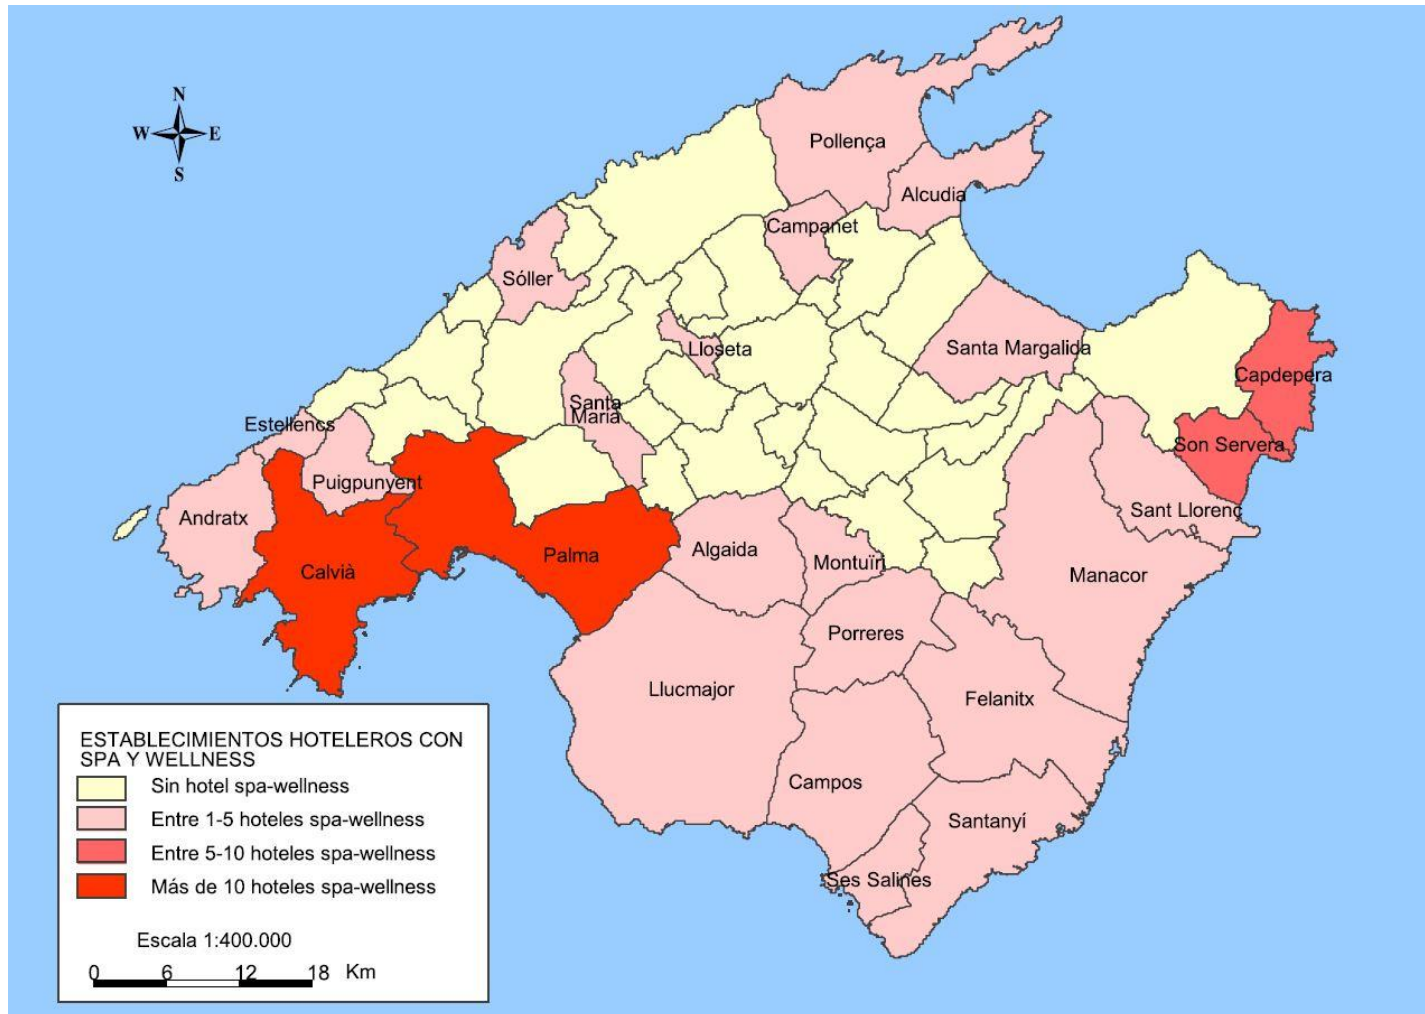 N
W E
S
Pollença
Alcudia
Campanet
Sóller
Santa Margalida
Lloseta
Capdepera
Santa
Maria
Estellencs
Son Servera
Puigpunyent
Sant Llorenç
Andratx
Palma
Algaida
Montuïri
Calvià
Manacor
Porreres
Llucmajor
Felanitx
Campos
Santanyí
Ses Salines
ESTABLECIMIENTOS HOTELEROS CON
SPA Y WELLNESS
Sin hotel spa-wellness
Entre 1-5 hoteles spa-wellness
Entre 5-10 hoteles spa-wellness
Más de 10 hoteles spa-wellness
Escala 1:400.000
0 6 12 18 Km